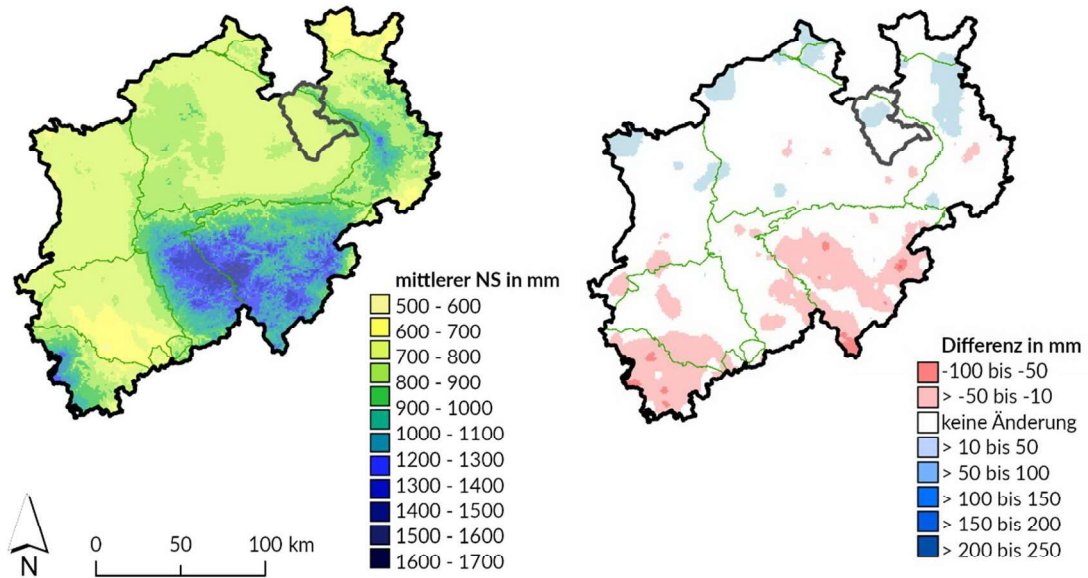 mittlerer NS in mm
500 - 600
600 - 700
700 - 800
800 - 900
900 - 1000
1000 - 1100
1200 - 1300
1300 - 1400
1400 - 1500
1500 - 1600
1600 - 1700
N
0 50 100 km
Differenz in mm
-100 bis -50
> -50 bis -10
keine Änderung
> 10 bis 50
> 50 bis 100
> 100 bis 150
> 150 bis 200
> 200 bis 250